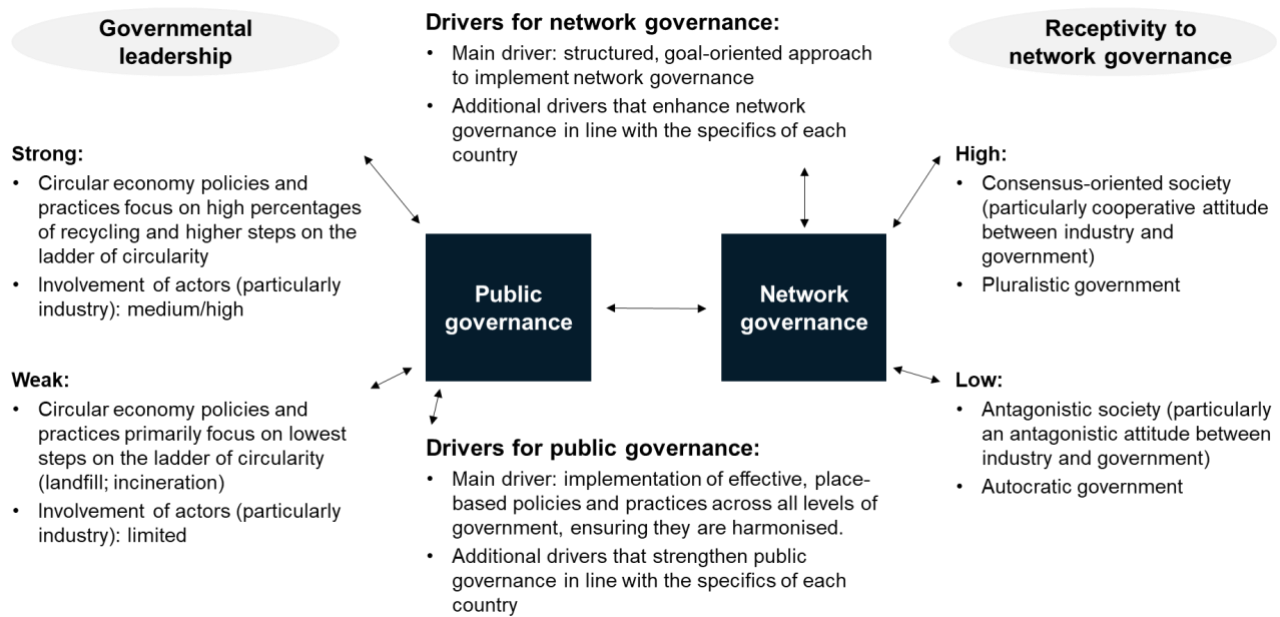 Governmental
leadership
Strong:
• Circular economy policies and
practices focus on high percentages
of recycling and higher steps on the
ladder of circularity
• Involvement of actors (particularly
industry): medium/high
Weak:
• Circular economy policies and
practices primarily focus on lowest
steps on the ladder of circularity
(landfill; incineration)
• Involvement of actors (particularly
industry): limited
Drivers for network governance:
• Main driver: structured, goal-oriented approach
to implement network governance
• Additional drivers that enhance network
governance in line with the specifics of each
country
Public
governance
Network
governance
Drivers for public governance:
• Main driver: implementation of effective, place-
based policies and practices across all levels of
government, ensuring they are harmonised.
• Additional drivers that strengthen public
governance in line with the specifics of each
country
Receptivity to
network governance
High:
• Consensus-oriented society
(particularly cooperative attitude
between industry and
government)
• Pluralistic government
Low:
• Antagonistic society (particularly
an antagonistic attitude between
industry and government)
• Autocratic government